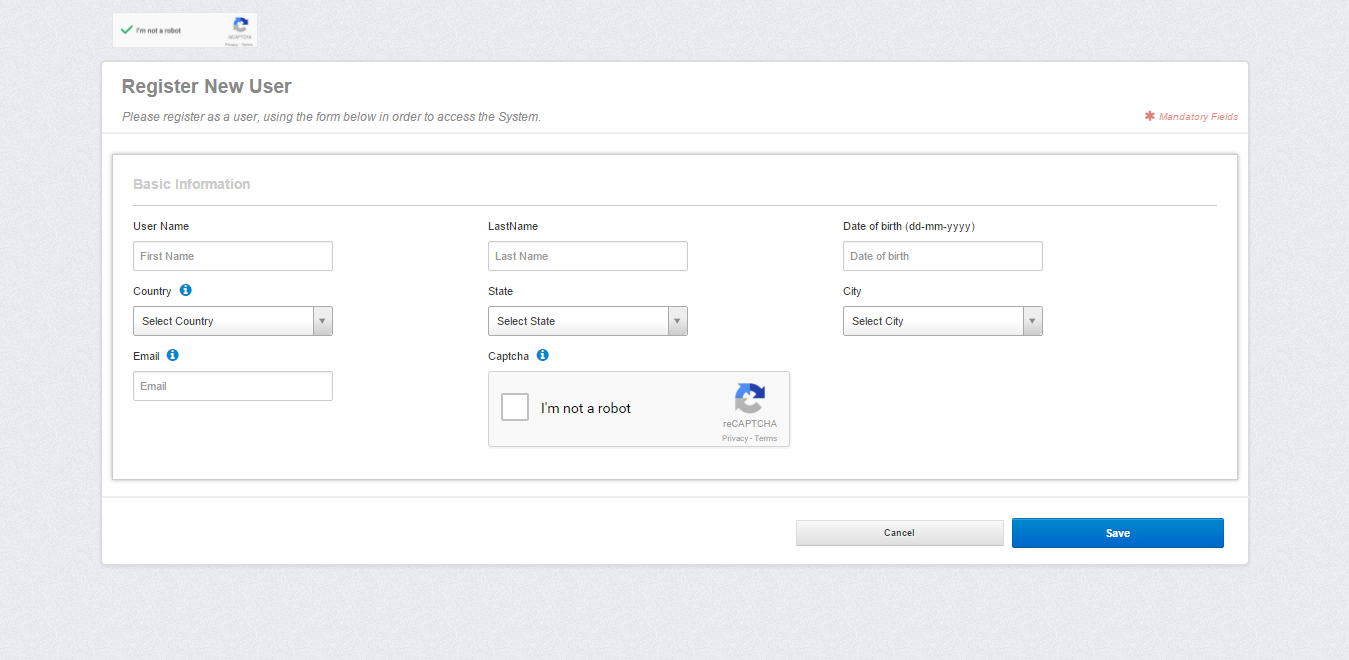 I'm not a robot
reCAPTCHA
Privacy - Terms
Register New User
Please register as a user, using the form below in order to access the System.
✱ Mandatory Fields
Basic Information
User Name
LastName
Date of birth (dd-mm-yyyy)
First Name
Last Name
Date of birth
Country
State
City
Select Country
Select State
Select City
Email
Captcha
Email
I'm not a robot
reCAPTCHA
Privacy - Terms
Cancel
Save